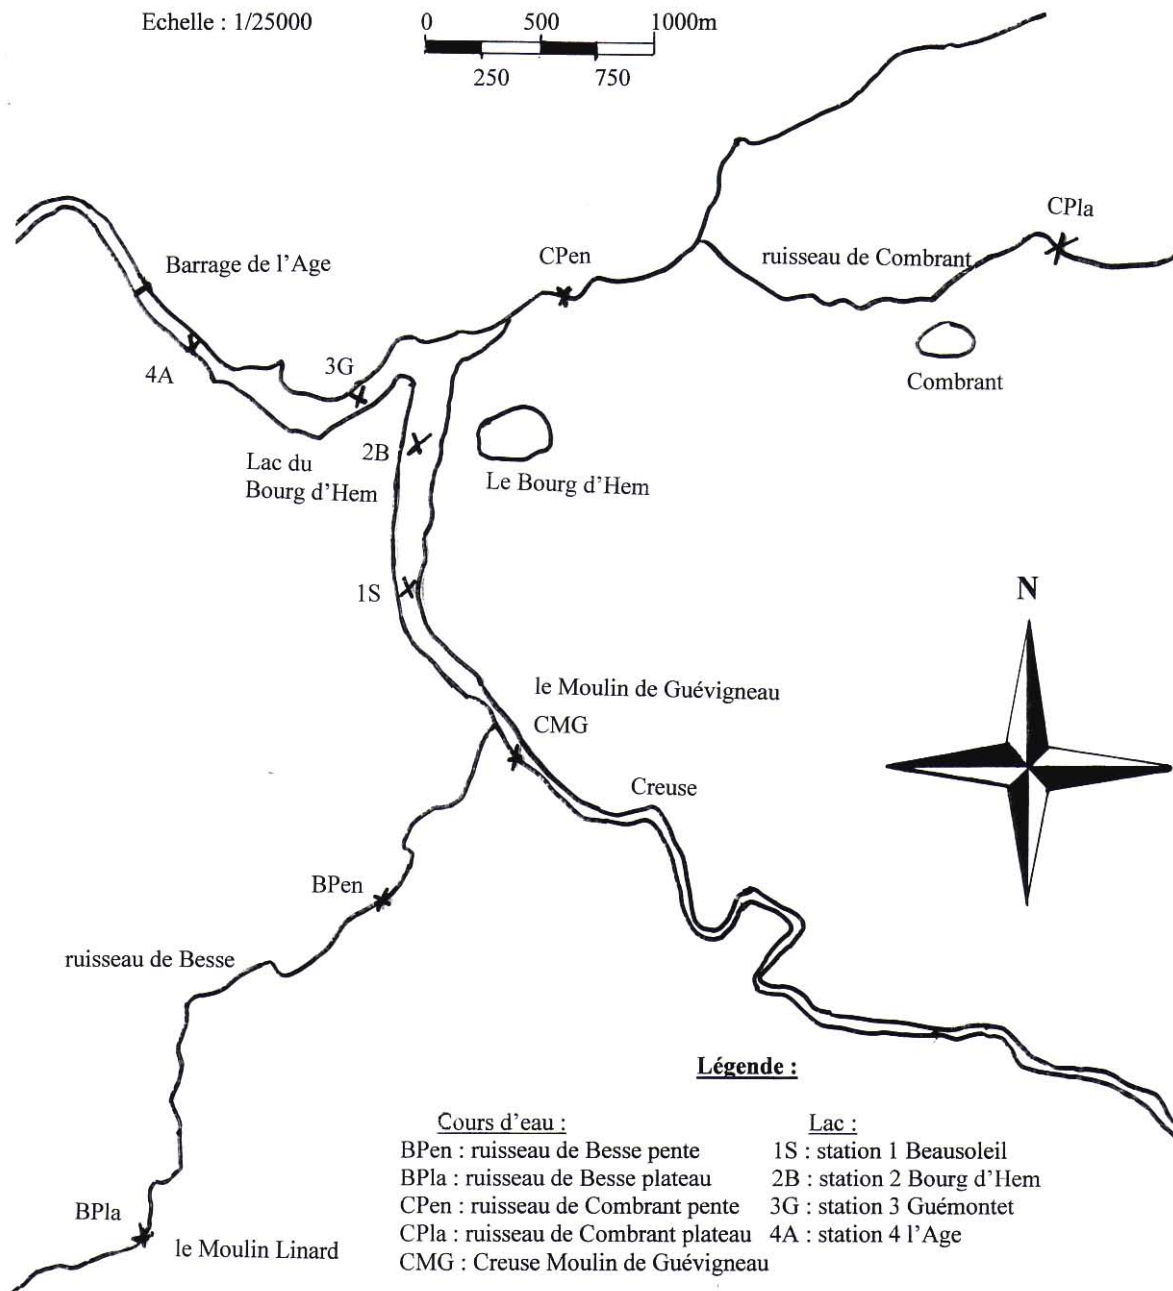 Echelle : 1/25000
0 500 1000m
250 750
CPla
Barrage de l'Age
CPen
ruisseau de Combrant
3G
4A
Combrant
2B
Lac du
Bourg d'Hem
Le Bourg d'Hem
1S
N
le Moulin de Guévigneau
CMG
Creuse
BPen
ruisseau de Besse
BPla
le Moulin Linard
Légende :
Cours d'eau :
BPen : ruisseau de Besse pente
BPla : ruisseau de Besse plateau
CPen : ruisseau de Combrant pente
CPla : ruisseau de Combrant plateau
CMG : Creuse Moulin de Guévigneau
Lac :
1S : station 1 Beausoleil
2B : station 2 Bourg d'Hem
3G : station 3 Guémontet
4A : station 4 l'Age